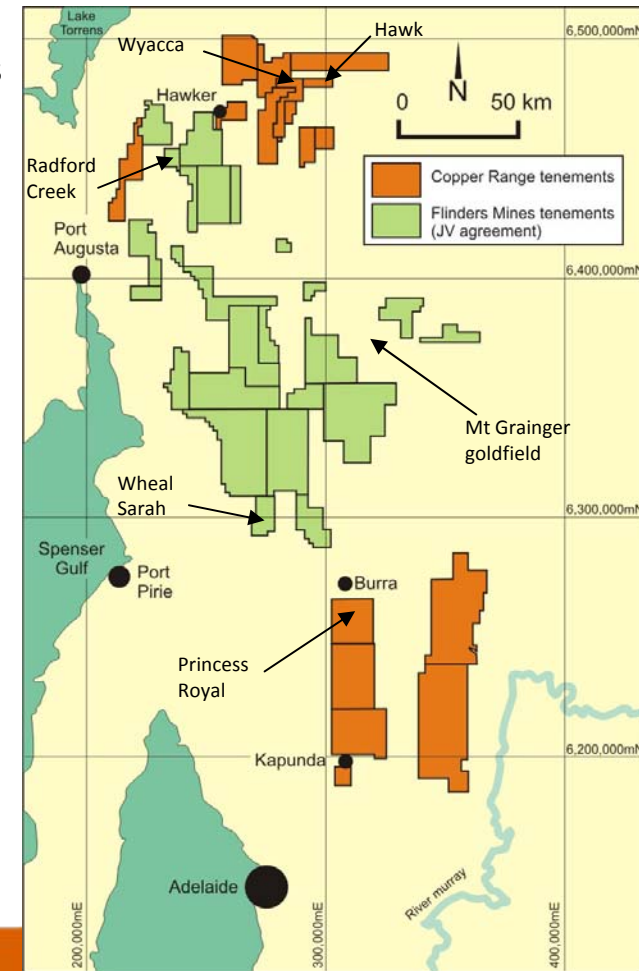 Lake
Torrens
6,500,000mN
Wyacca
Hawk
N
Hawker
0 50 km
Radford
Creek
Copper Range tenements
Flinders Mines tenements
(JV agreement)
Port
Augusta
6,400,000mN
Mt Grainger
goldfield
Wheal
Sarah
6,300,000mN
Spenser
Gulf
Port
Pirie
Burra
Princess
Royal
Kapunda
6,200,000mN
Adelaide
River murray
200,000mE
300,000mE
400,000mE